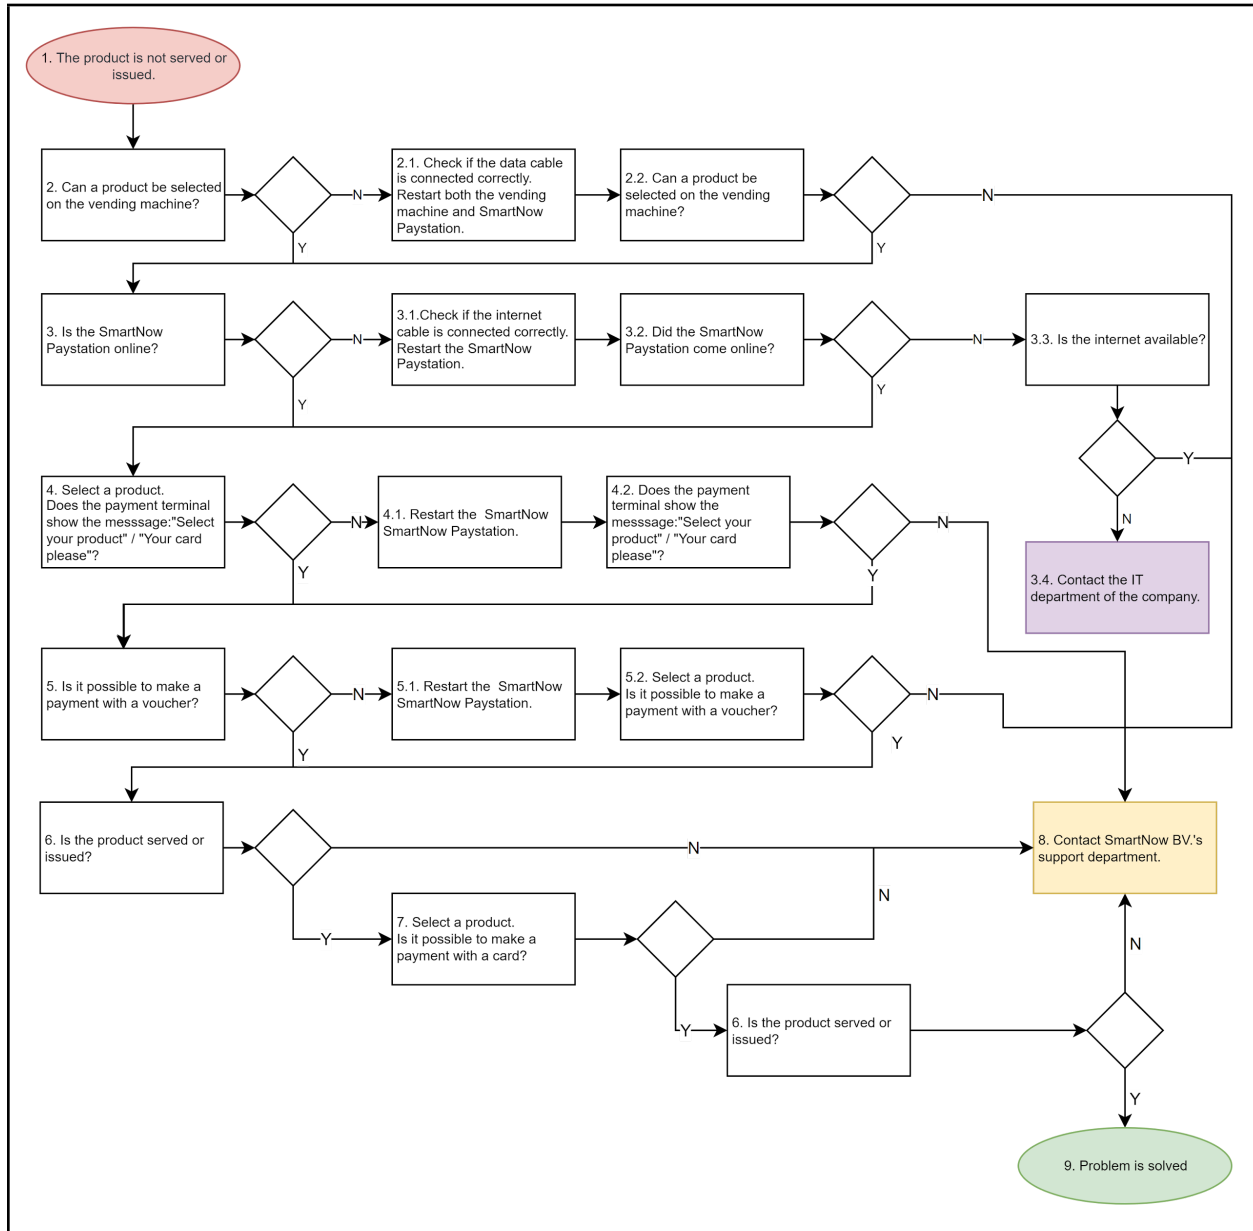 1. The product is not served or
issued.
2. Can a product be selected
on the vending machine?
N
2.1. Check if the data cable
is connected correctly.
Restart both the vending
machine and SmartNow
Paystation.
2.2. Can a product be
selected on the vending
machine?
N
Y
Y
3. Is the SmartNow
Paystation online?
N
3.1.Check if the internet
cable is connected correctly.
Restart the SmartNow
Paystation.
3.2. Did the SmartNow
Paystation come online?
N
3.3. Is the internet available?
Y
Y
Y
N
3.4. Contact the IT
department of the company.
4. Select a product.
Does the payment terminal
show the messsage:"Select
your product" / "Your card
please"?
N
4.1. Restart the  SmartNow
SmartNow Paystation.
4.2. Does the payment
terminal show the
messsage:"Select your
product" / "Your card
please"?
N
Y
Y
5. Is it possible to make a
payment with a voucher?
N
5.1. Restart the  SmartNow
SmartNow Paystation.
5.2. Select a product.
Is it possible to make a
payment with a voucher?
N
Y
Y
6. Is the product served or
issued?
N
8. Contact SmartNow BV.'s
support department.
Y
7. Select a product.
Is it possible to make a
payment with a card?
N
Y
6. Is the product served or
issued?
N
Y
9. Problem is solved